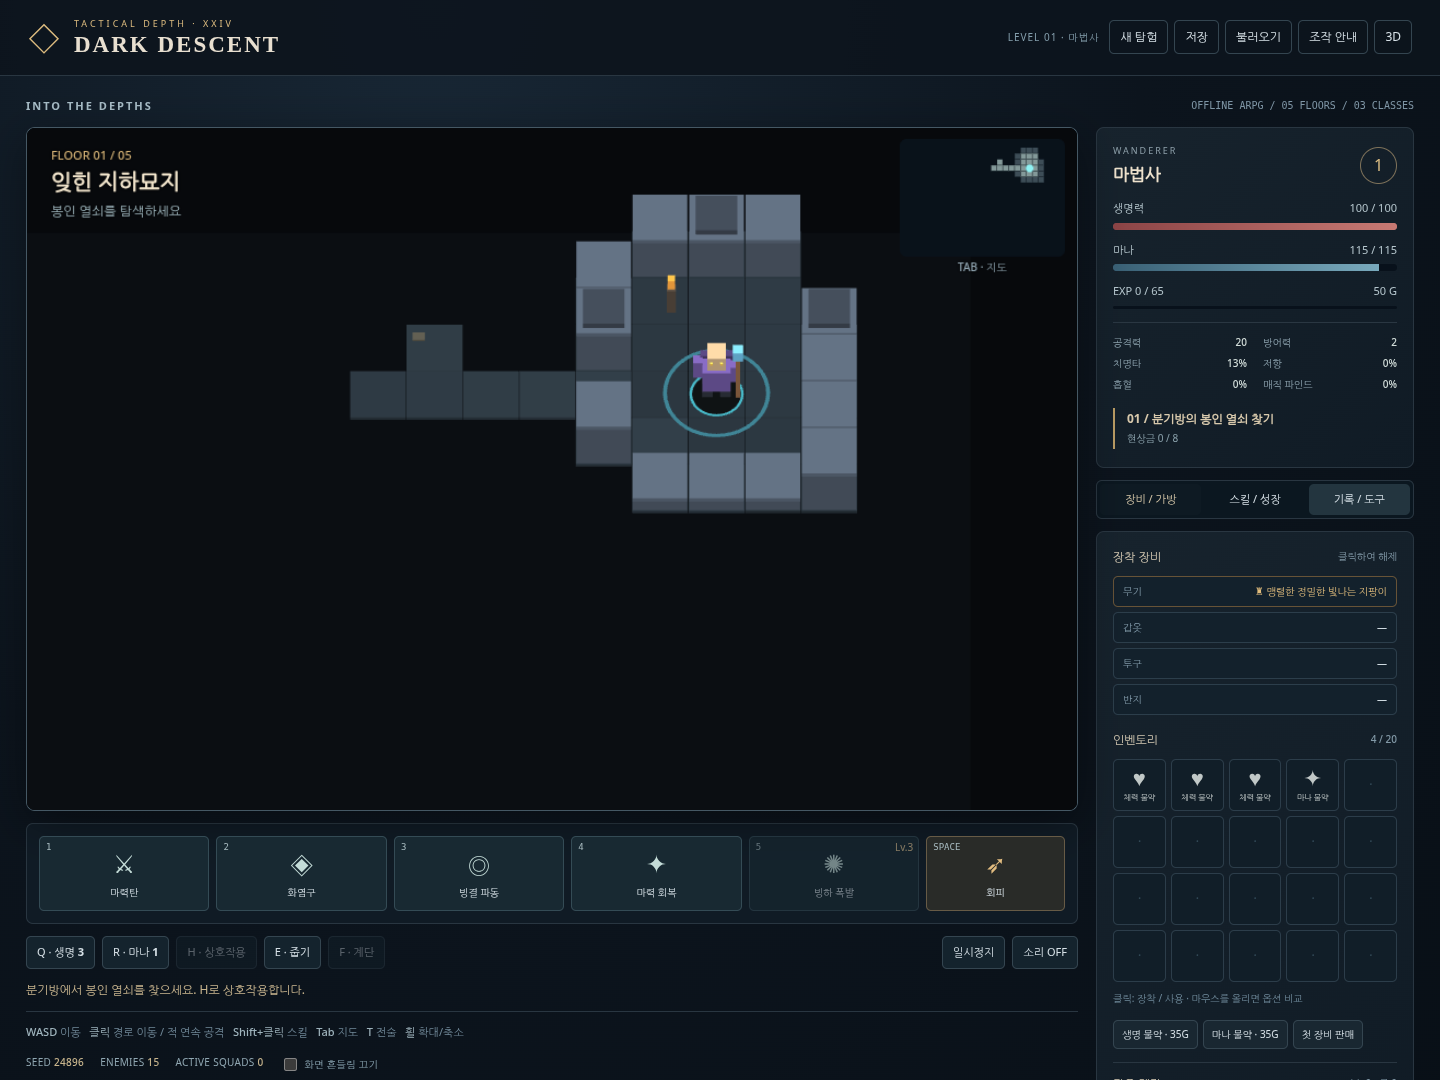 TACTICAL DEPTH · XXIV
DARK DESCENT
LEVEL 01 · 마법사
새 탐험
저장
불러오기
조작 안내
3D
INTO THE DEPTHS
OFFLINE ARPG / 05 FLOORS / 03 CLASSES
FLOOR 01 / 05
잊힌 지하묘지
봉인 열쇠를 탐색하세요
TAB · 지도
WANDERER
마법사
1
생명력 100 / 100
마나 115 / 115
EXP 0 / 65 50 G
공격력 20 방어력 2
치명타 13% 저항 0%
흡혈 0% 매직 파인드 0%
01 / 분기방의 봉인 열쇠 찾기
현상금 0 / 8
장비 / 가방
스킬 / 성장
기록 / 도구
장착 장비 클릭하여 해제
무기 ♜ 맹렬한 정밀한 빛나는 지팡이
갑옷 —
투구 —
반지 —
인벤토리 4 / 20
체력 물약
체력 물약
체력 물약
마나 물약
클릭: 장착 / 사용 · 마우스를 올리면 옵션 비교
생명 물약 · 35G
마나 물약 · 35G
첫 장비 판매
1 마력탄
2 화염구
3 빙결 파동
4 마력 회복
5 Lv.3 빙하 폭발
SPACE 회피
Q · 생명 3
R · 마나 1
H · 상호작용
E · 줍기
F · 계단
일시정지
소리 OFF
분기방에서 봉인 열쇠를 찾으세요. H로 상호작용합니다.
WASD 이동 클릭 경로 이동 / 적 연속 공격 Shift+클릭 스킬 Tab 지도 T 전술 휠 확대/축소
SEED 24896 ENEMIES 15 ACTIVE SQUADS 0 화면 흔들림 끄기